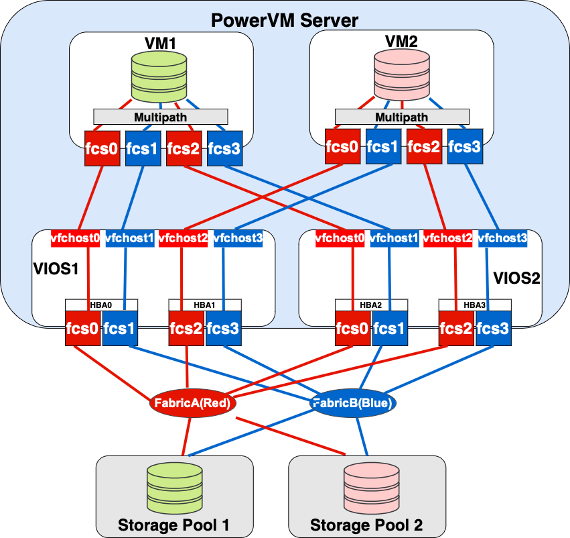 PowerVM Server
VM1
VM2
Multipath
Multipath
fcs0 fcs1 fcs2 fcs3
fcs0 fcs1 fcs2 fcs3
vfchost0 vfchost1 vfchost2 vfchost3
vfchost0 vfchost1 vfchost2 vfchost3
VIOS1
VIOS2
HBA0
HBA1
HBA2
HBA3
fcs0 fcs1 fcs2 fcs3
fcs0 fcs1 fcs2 fcs3
FabricA(Red)
FabricB(Blue)
Storage Pool 1
Storage Pool 2